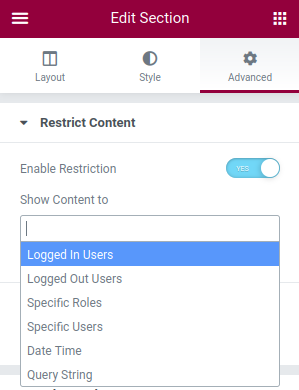 Edit Section
Layout
Style
Advanced
Restrict Content
Enable Restriction
YES
Show Content to
Logged In Users
Logged Out Users
Specific Roles
Specific Users
Date Time
Query String